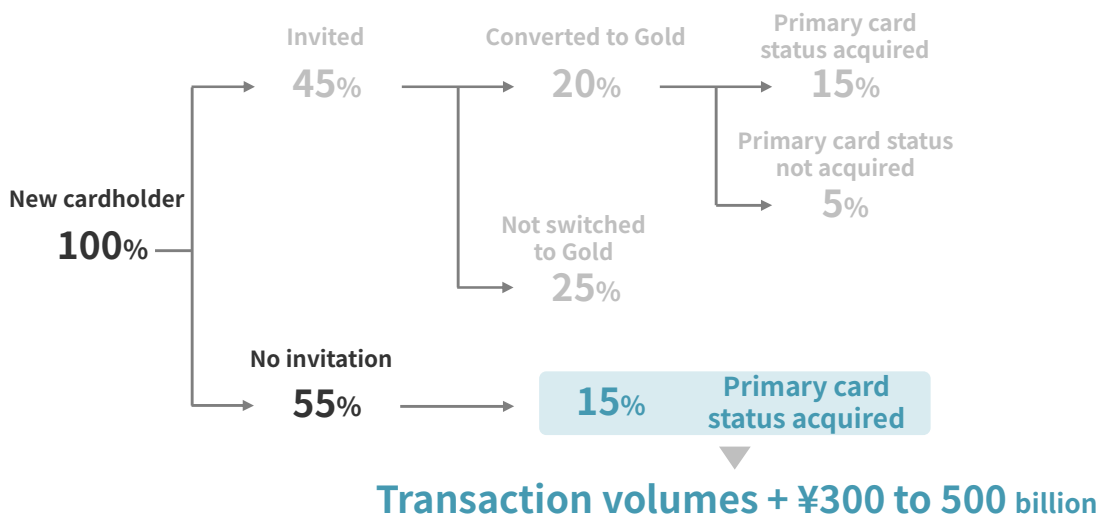 Invited
45%
Converted to Gold
20%
Primary card
status acquired
15%
Primary card status
not acquired
5%
New cardholder
100%
Not switched
to Gold
25%
No invitation
55%
15%
Primary card
status acquired
Transaction volumes + ¥300 to 500 billion